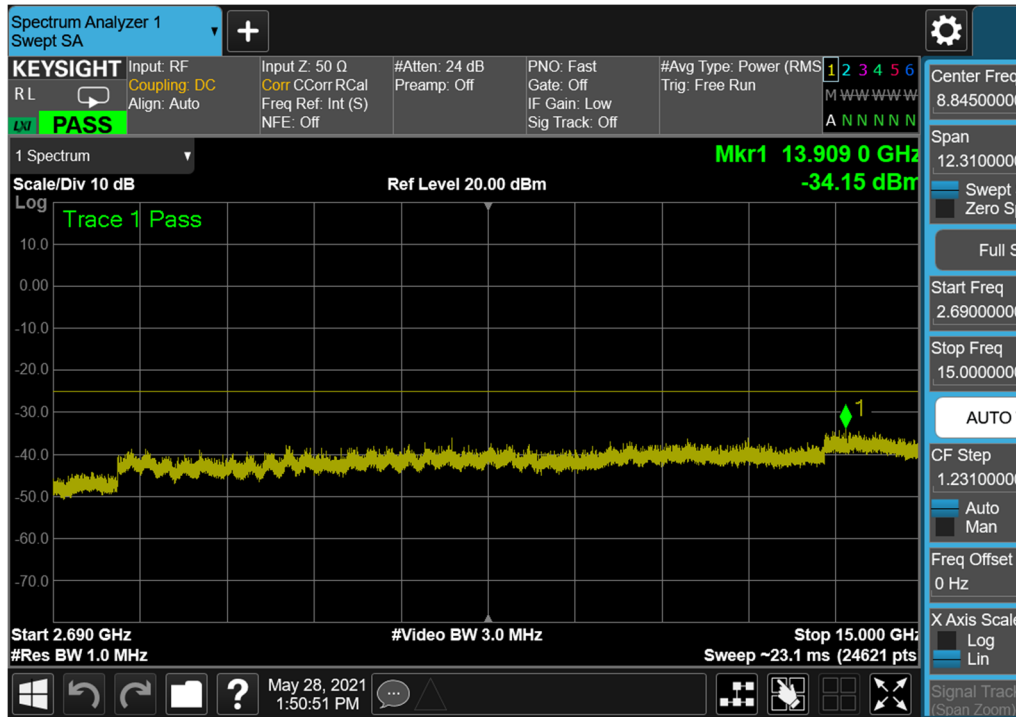 Spectrum Analyzer 1
Swept SA
KEYSIGHT
R L
LXI PASS
Input: RF
Coupling: DC
Align: Auto
Input Z: 50 Ω
Corr CCorr RCal
Freq Ref: Int (S)
NFE: Off
#Atten: 24 dB
Preamp: Off
PNO: Fast
Gate: Off
IF Gain: Low
Sig Track: Off
#Avg Type: Power (RMS
Trig: Free Run
1 2 3 4 5 6
M W W W W W
A N N N N N
1 Spectrum
Mkr1 13.909 0 GHz
Scale/Div 10 dB
Ref Level 20.00 dBm
-34.15 dBm
Log
Trace 1 Pass
10.0
0.00
-10.0
-20.0
-30.0
1
-40.0
-50.0
-60.0
-70.0
Start 2.690 GHz
#Video BW 3.0 MHz
Stop 15.000 GHz
#Res BW 1.0 MHz
Sweep ~23.1 ms (24621 pts
?
May 28, 2021
1:50:51 PM
Center Freq
8.8450000
Span
12.310000
Swept
Zero S
Full S
Start Freq
2.6900000
Stop Freq
15.000000
AUTO
CF Step
1.2310000
Auto
Man
Freq Offset
0 Hz
X Axis Scale
Log
Lin
Signal Track
(Span Zoom)